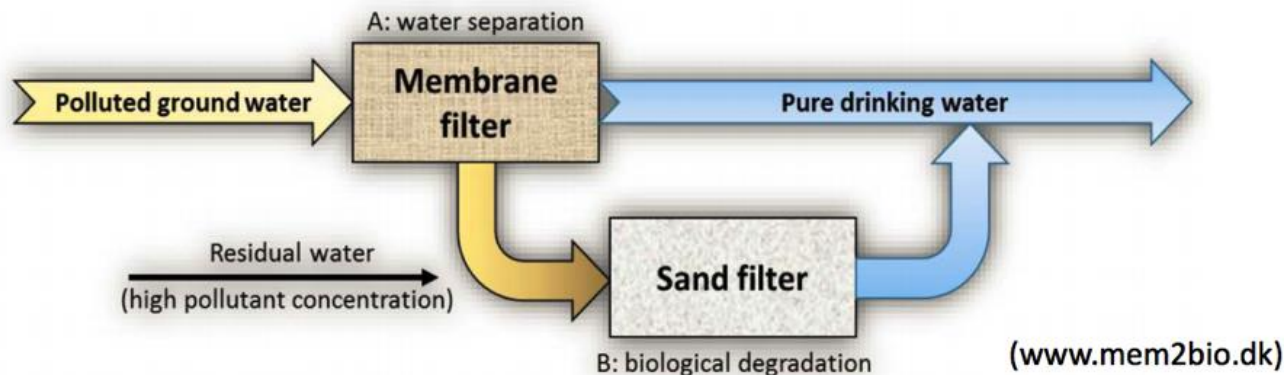 A: water separation
Polluted ground water
Membrane
filter
Pure drinking water
Residual water
(high pollutant concentration)
Sand filter
B: biological degradation
(www.mem2bio.dk)